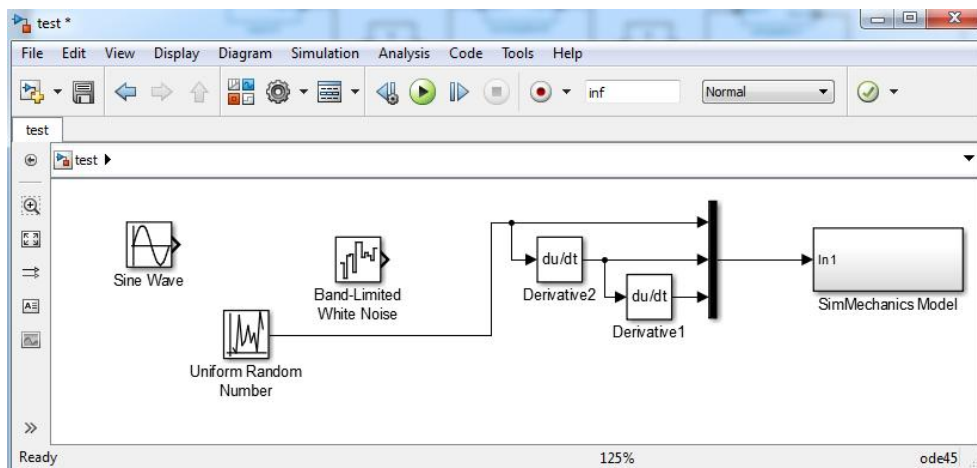 test *
File Edit View Display Diagram Simulation Analysis Code Tools Help
inf
Normal
test
test
Sine Wave
Band-Limited
White Noise
Uniform Random
Number
du/dt
Derivative2
du/dt
Derivative1
In1
SimMechanics Model
Ready
125%
ode45